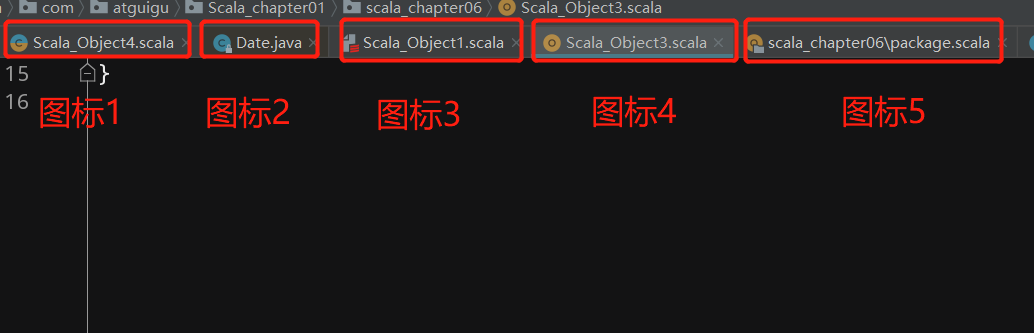 com atguigu Scala_chapter01 scala_chapter06 Scala_Object3.scala
Scala_Object4.scala Date.java Scala_Object1.scala Scala_Object3.scala scala_chapter06\package.scala
15 }
16
图标1 图标2 图标3 图标4 图标5